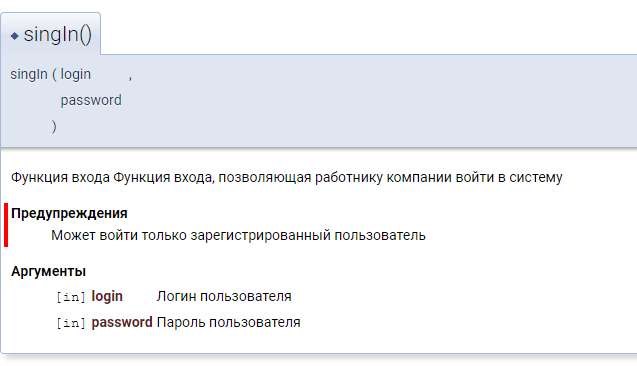 ◆ singIn()
singIn ( login ,
password
)
Функция входа Функция входа, позволяющая работнику компании войти в систему
Предупреждения
Может войти только зарегистрированный пользователь
Аргументы
[in] login Логин пользователя
[in] password Пароль пользователя